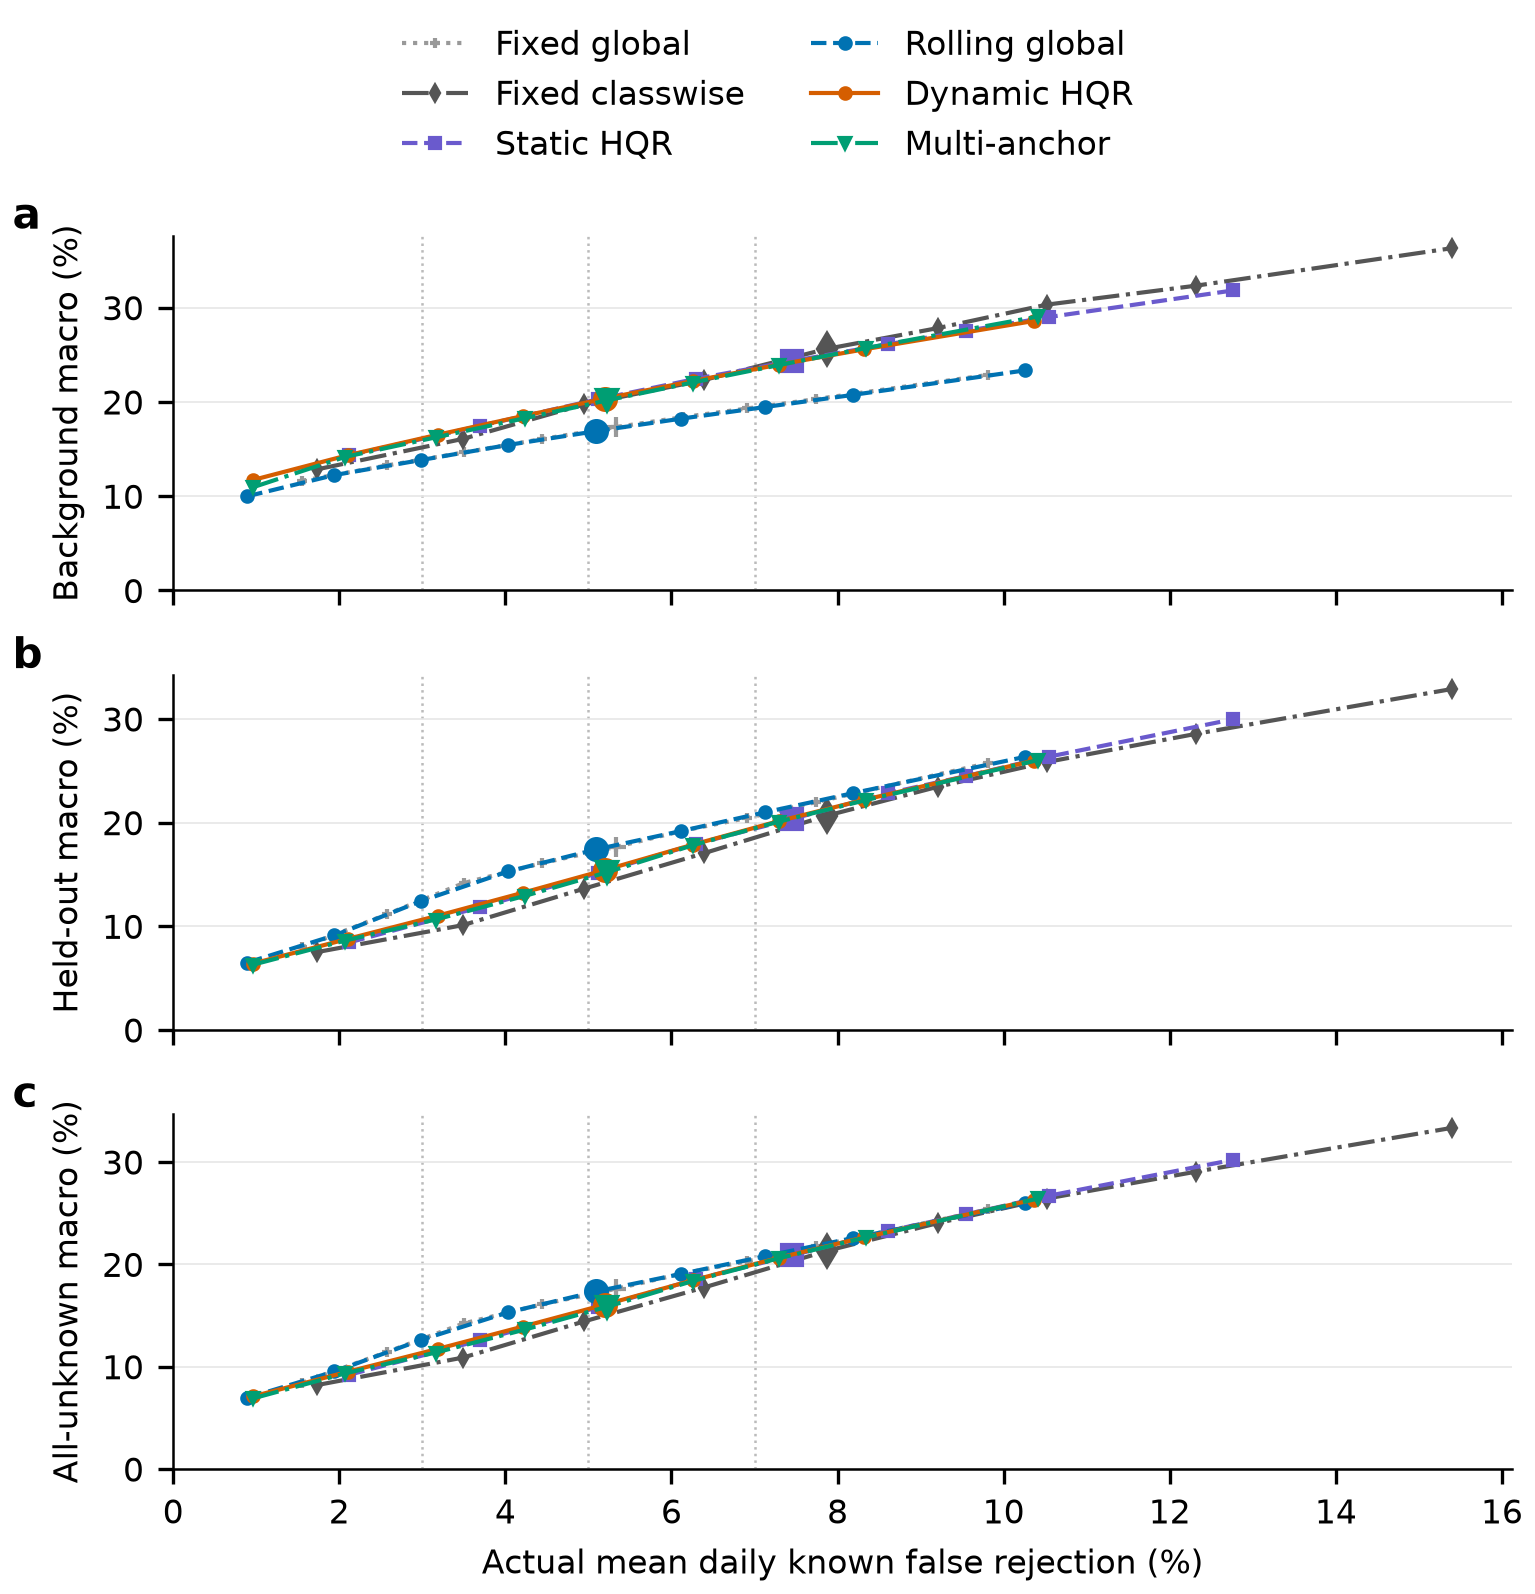 Fixed global
Rolling global
Fixed classwise
Dynamic HQR
Static HQR
Multi-anchor
a
Background macro (%)
30
20
10
0
b
Held-out macro (%)
30
20
10
0
c
All-unknown macro (%)
30
20
10
0
0 2 4 6 8 10 12 14 16
Actual mean daily known false rejection (%)